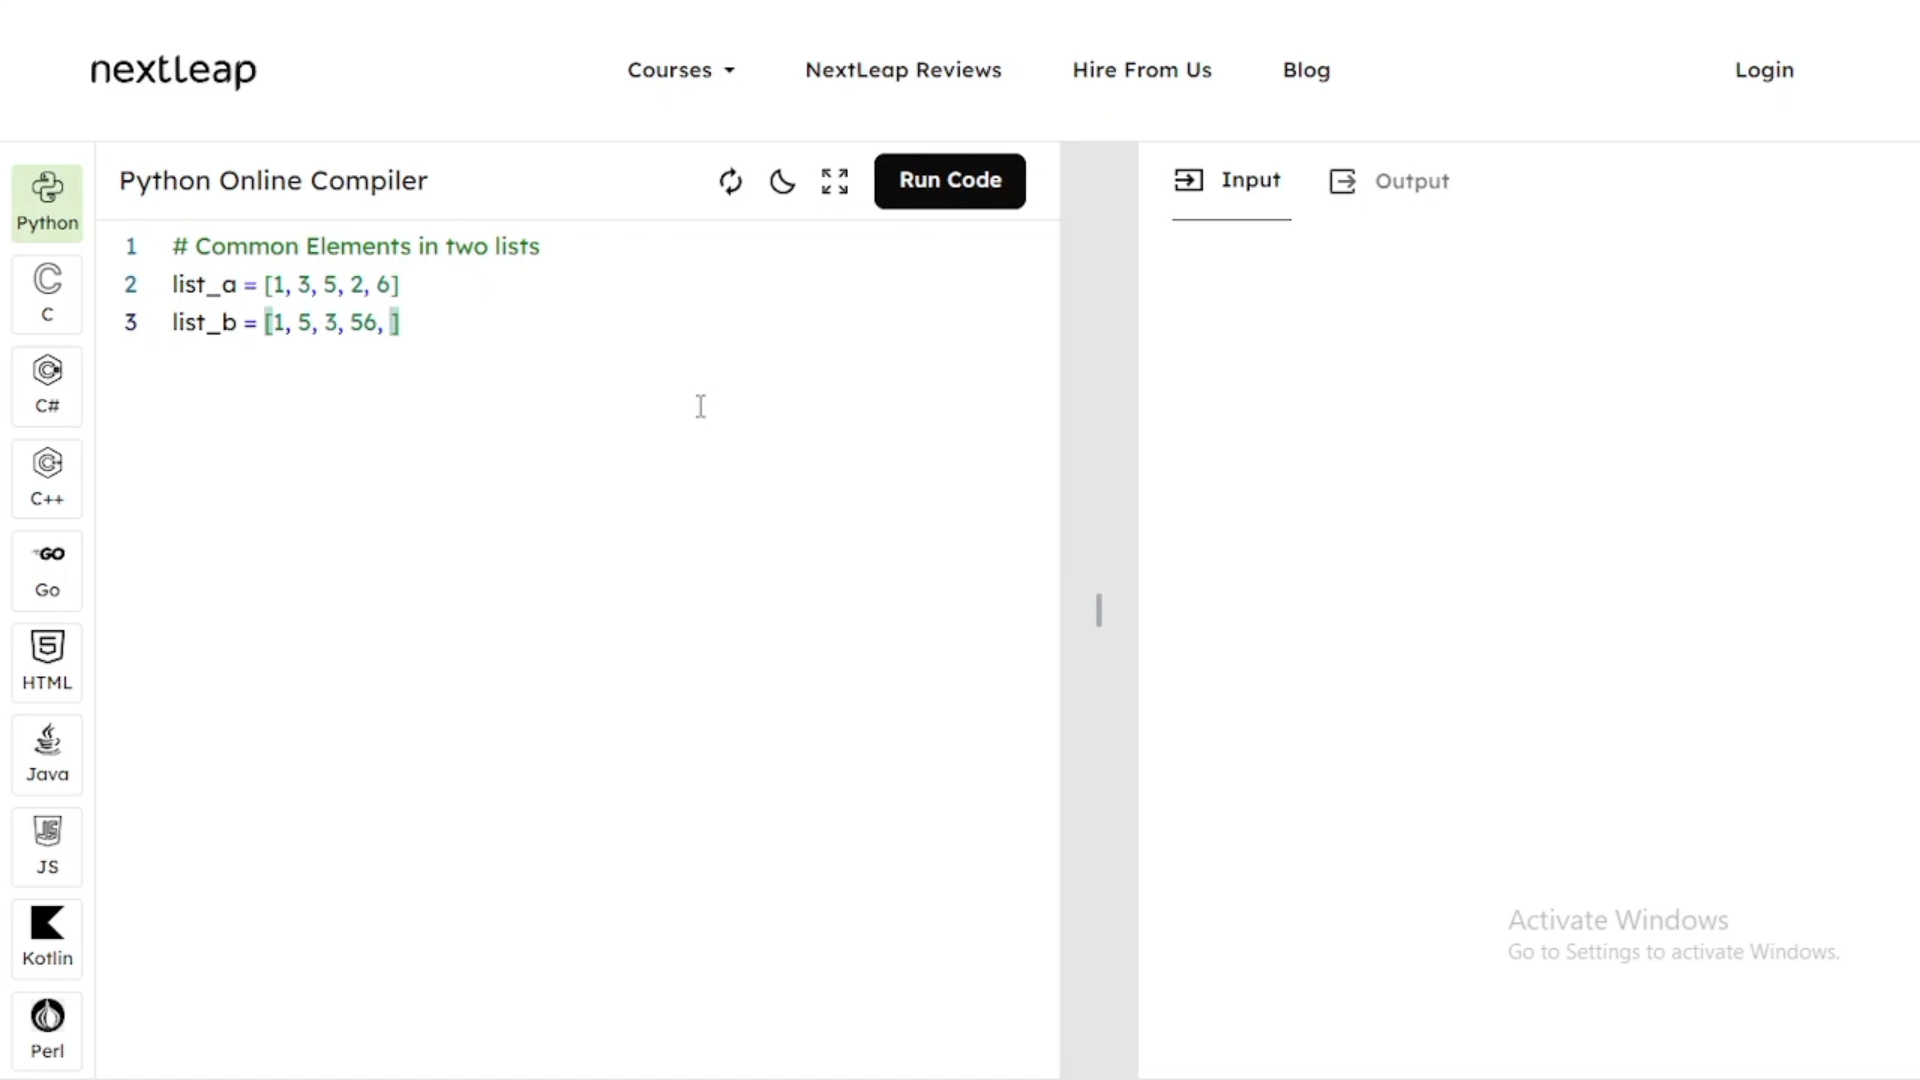 nextleap
Courses
NextLeap Reviews
Hire From Us
Blog
Login
Python
C
C#
C++
GO
Go
HTML
Java
JS
JS
Kotlin
Perl
Python Online Compiler
Run Code
1 # Common Elements in two lists
2 list_a = [1, 3, 5, 2, 6]
3 list_b = [1, 5, 3, 56, ]
Input
Output
Activate Windows
Go to Settings to activate Windows.